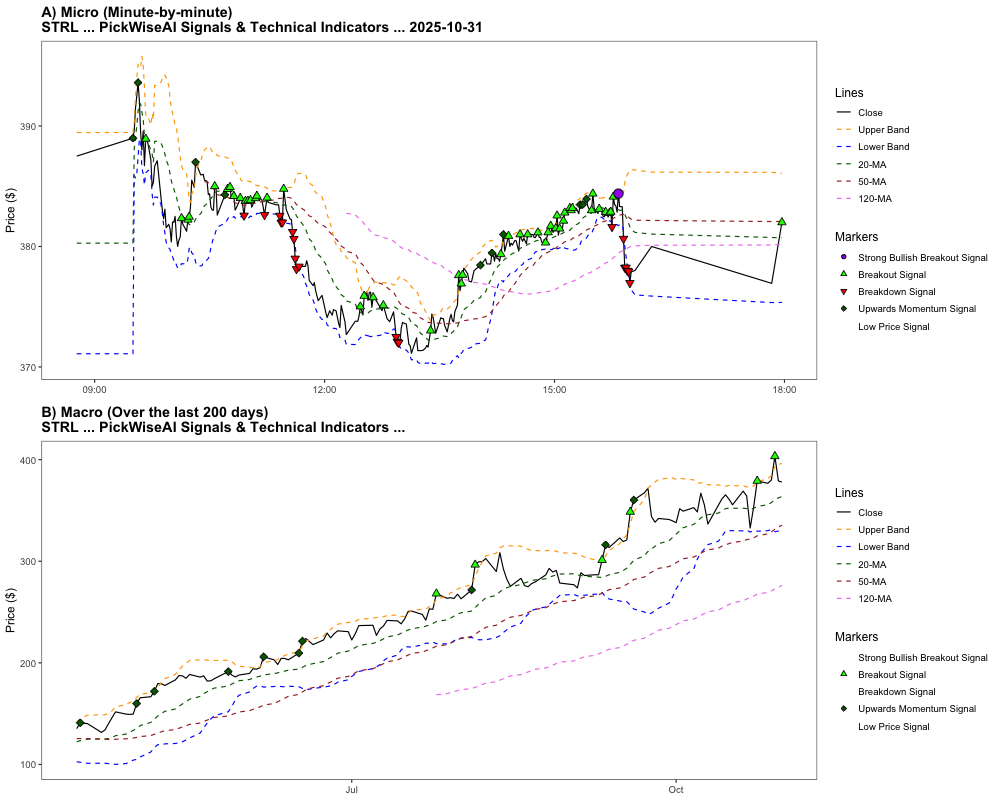 A) Micro (Minute-by-minute)
STRL ... PickWiseAI Signals & Technical Indicators ... 2025-10-31
Price ($)
390
380
370
09:00
12:00
15:00
18:00
Lines
Close
Upper Band
Lower Band
20-MA
50-MA
120-MA
Markers
Strong Bullish Breakout Signal
Breakout Signal
Breakdown Signal
Upwards Momentum Signal
Low Price Signal
B) Macro (Over the last 200 days)
STRL ... PickWiseAI Signals & Technical Indicators ...
Price ($)
400
300
200
100
Jul
Oct
Lines
Close
Upper Band
Lower Band
20-MA
50-MA
120-MA
Markers
Strong Bullish Breakout Signal
Breakout Signal
Breakdown Signal
Upwards Momentum Signal
Low Price Signal